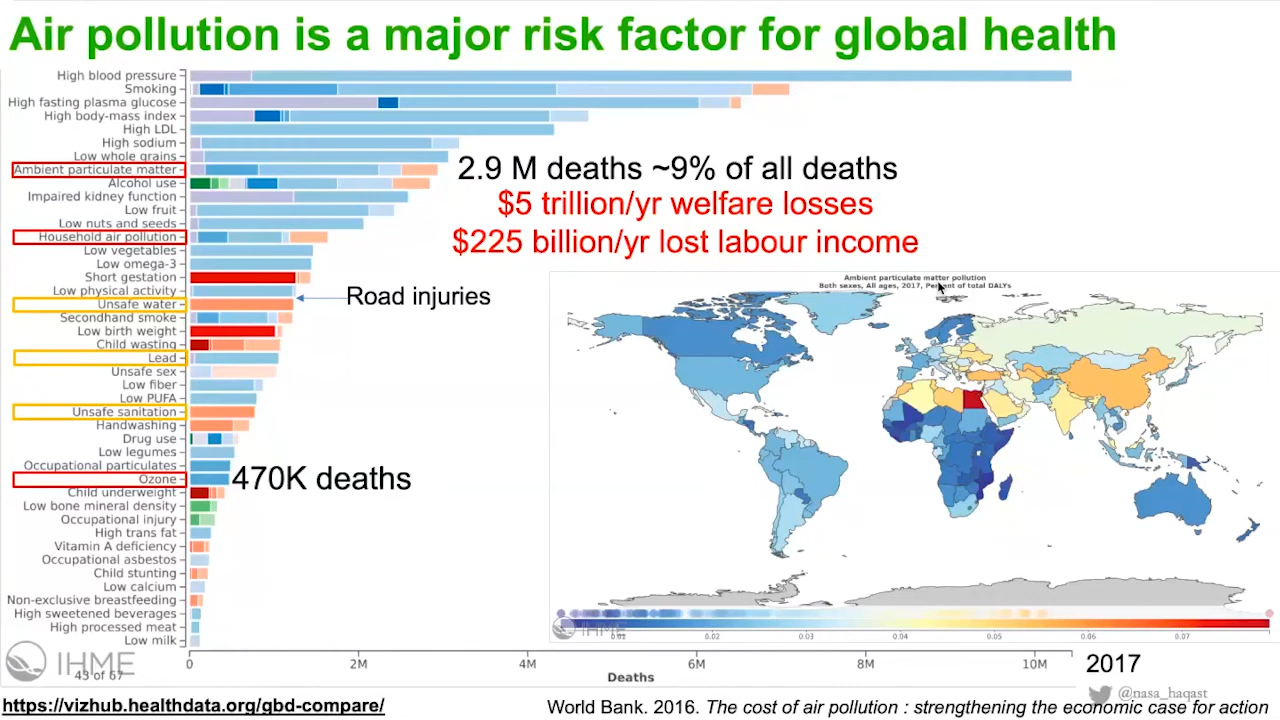 Air pollution is a major risk factor for global health
High blood pressure
Smoking
High fasting plasma glucose
High body-mass index
High LDL
High sodium
Low whole grains
Ambient particulate matter
Alcohol use
Impaired kidney function
Low fruit
Low nuts and seeds
Household air pollution
Low vegetables
Low omega-3
Short gestation
Low physical activity
Unsafe water
Secondhand smoke
Low birth weight
Child wasting
Lead
Unsafe sex
Low fiber
Low PUFA
Unsafe sanitation
Handwashing
Drug use
Low legumes
Occupational particulates
Ozone
Child underweight
Low bone mineral density
Occupational injury
High trans fat
Vitamin A deficiency
Occupational asbestos
Child stunting
Low calcium
Non-exclusive breastfeeding
High sweetened beverages
High processed meat
Low milk
2.9 M deaths ~9% of all deaths
$5 trillion/yr welfare losses
$225 billion/yr lost labour income
Road injuries
470K deaths
Ambient particulate matter pollution
Both sexes, All ages, 2017, Percent of total DALYs
IHME
0.01 0.02 0.03 0.04 0.05 0.06 0.07
IHME
43 of 67
0 2M 4M 6M 8M 10M
Deaths
2017
@nasa_haqast
https://vizhub.healthdata.org/gbd-compare/
World Bank. 2016. The cost of air pollution : strengthening the economic case for action